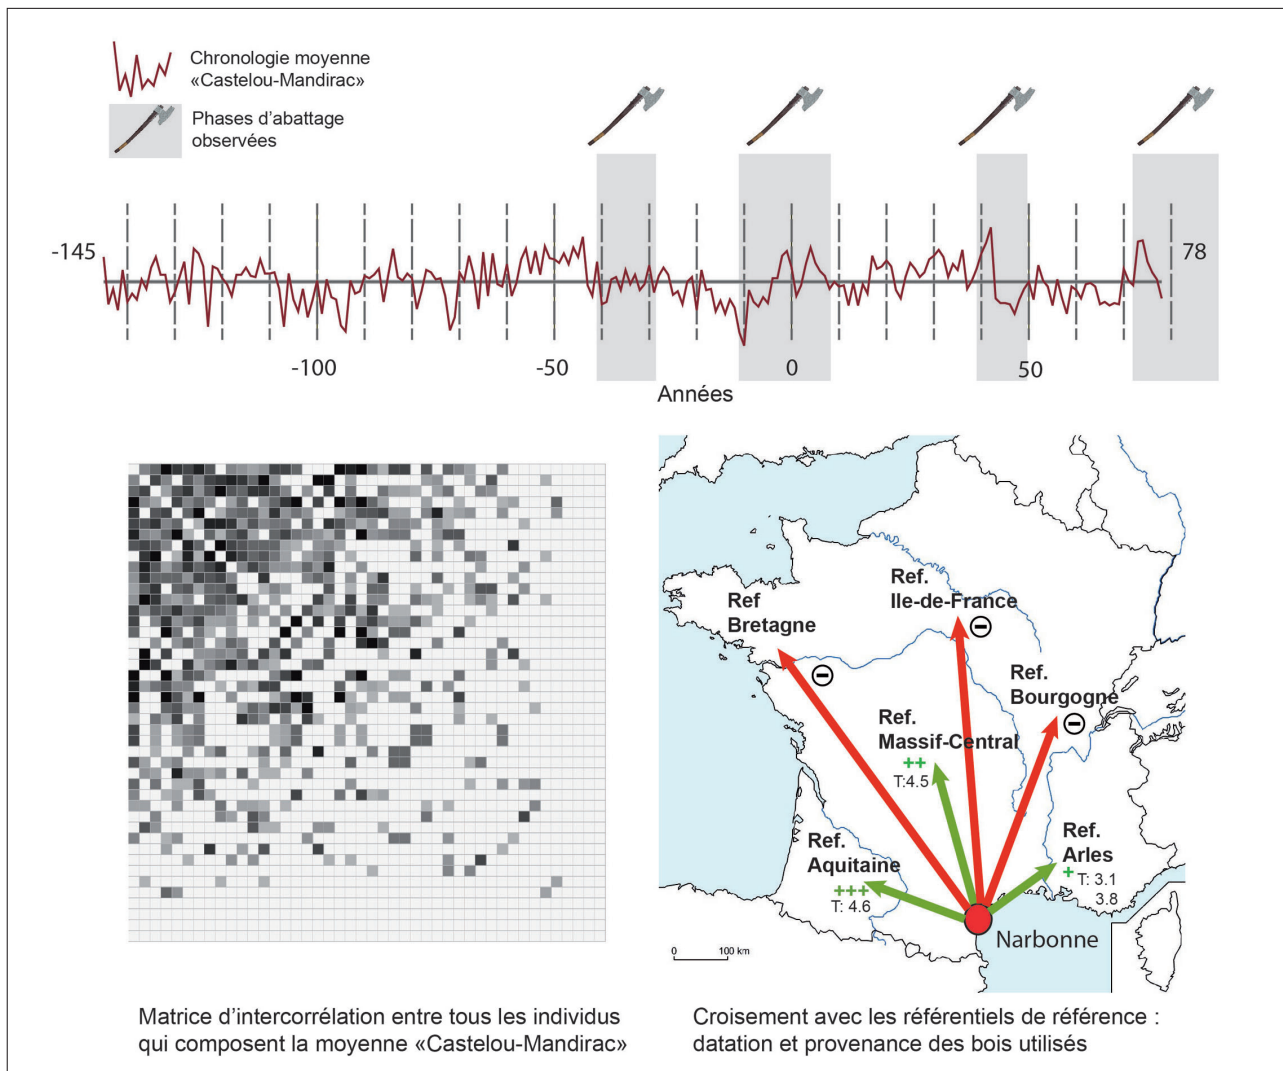 Chronologie moyenne
«Castelou-Mandirac»
Phases d'abattage
observées
-145
78
-100
-50
0
50
Années
Ref
Bretagne
Ref.
Ile-de-France
Ref.
Bourgogne
Ref.
Massif-Central
++
T:4.5
Ref.
Aquitaine
+++
T: 4.6
Ref.
Arles
+ T: 3.1
3.8
Narbonne
0 100 km
Matrice d'intercorrélation entre tous les individus
qui composent la moyenne «Castelou-Mandirac»
Croisement avec les référentiels de référence :
datation et provenance des bois utilisés